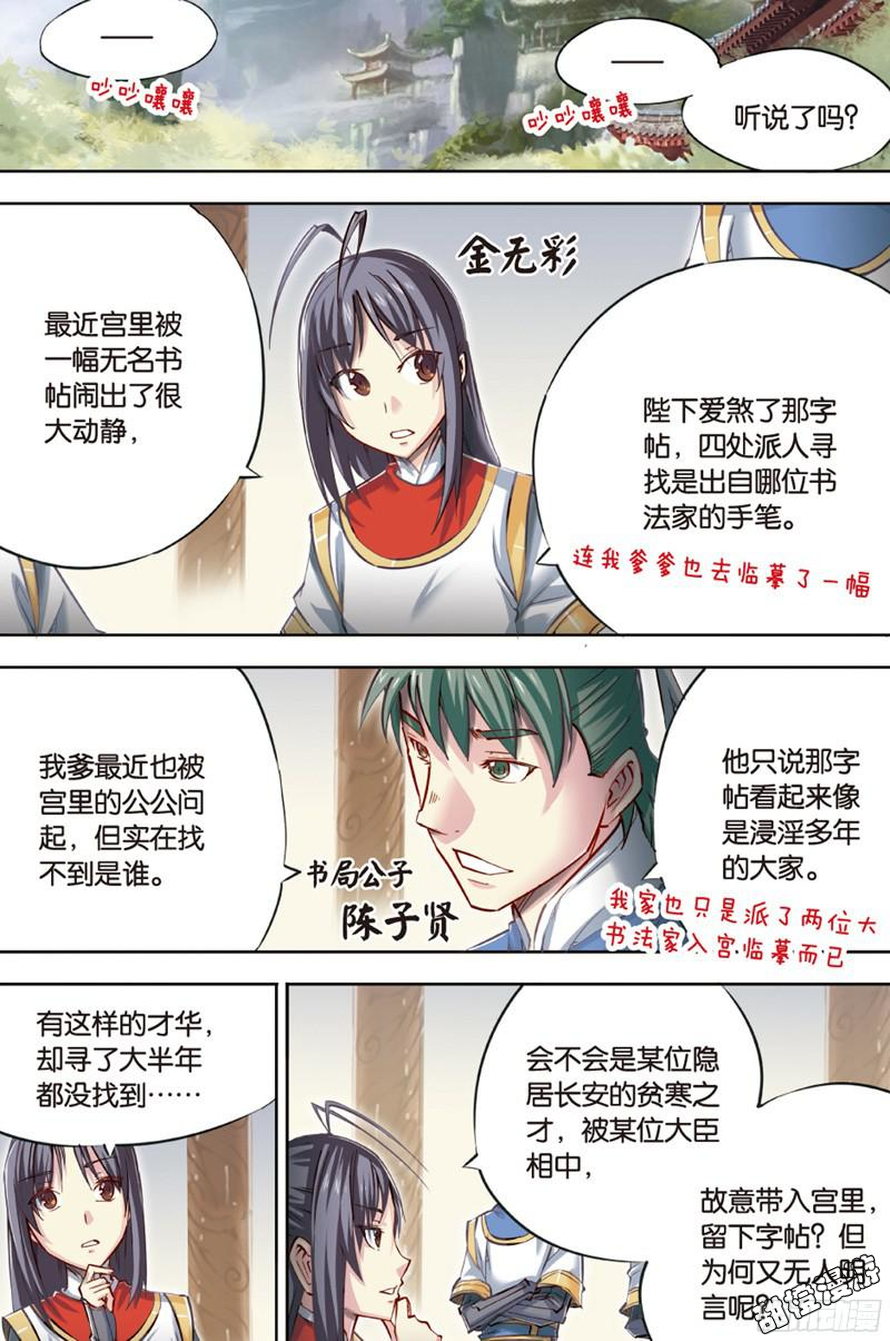 ——
吵吵嚷嚷
——
吵吵嚷嚷
听说了吗？
金无彩
最近宫里被
一幅无名书
帖闹出了很
大动静，
陛下爱煞了那字
帖，四处派人寻
找是出自哪位书
法家的手笔。
连我爹爹也去临摹了一幅
我爹最近也被
宫里的公公问
起，但实在找
不到是谁。
书局公子
陈子贤
他只说那字
帖看起来像
是浸淫多年
的大家。
我家也只是派了两位大
书法家入宫临摹而已
有这样的才华，
却寻了大半年
都没找到……
会不会是某位隐
居长安的贫寒之
才，被某位大臣
相中，
故意带入宫里，
留下字帖？但
为何又无人明
言呢？
甜橙漫游